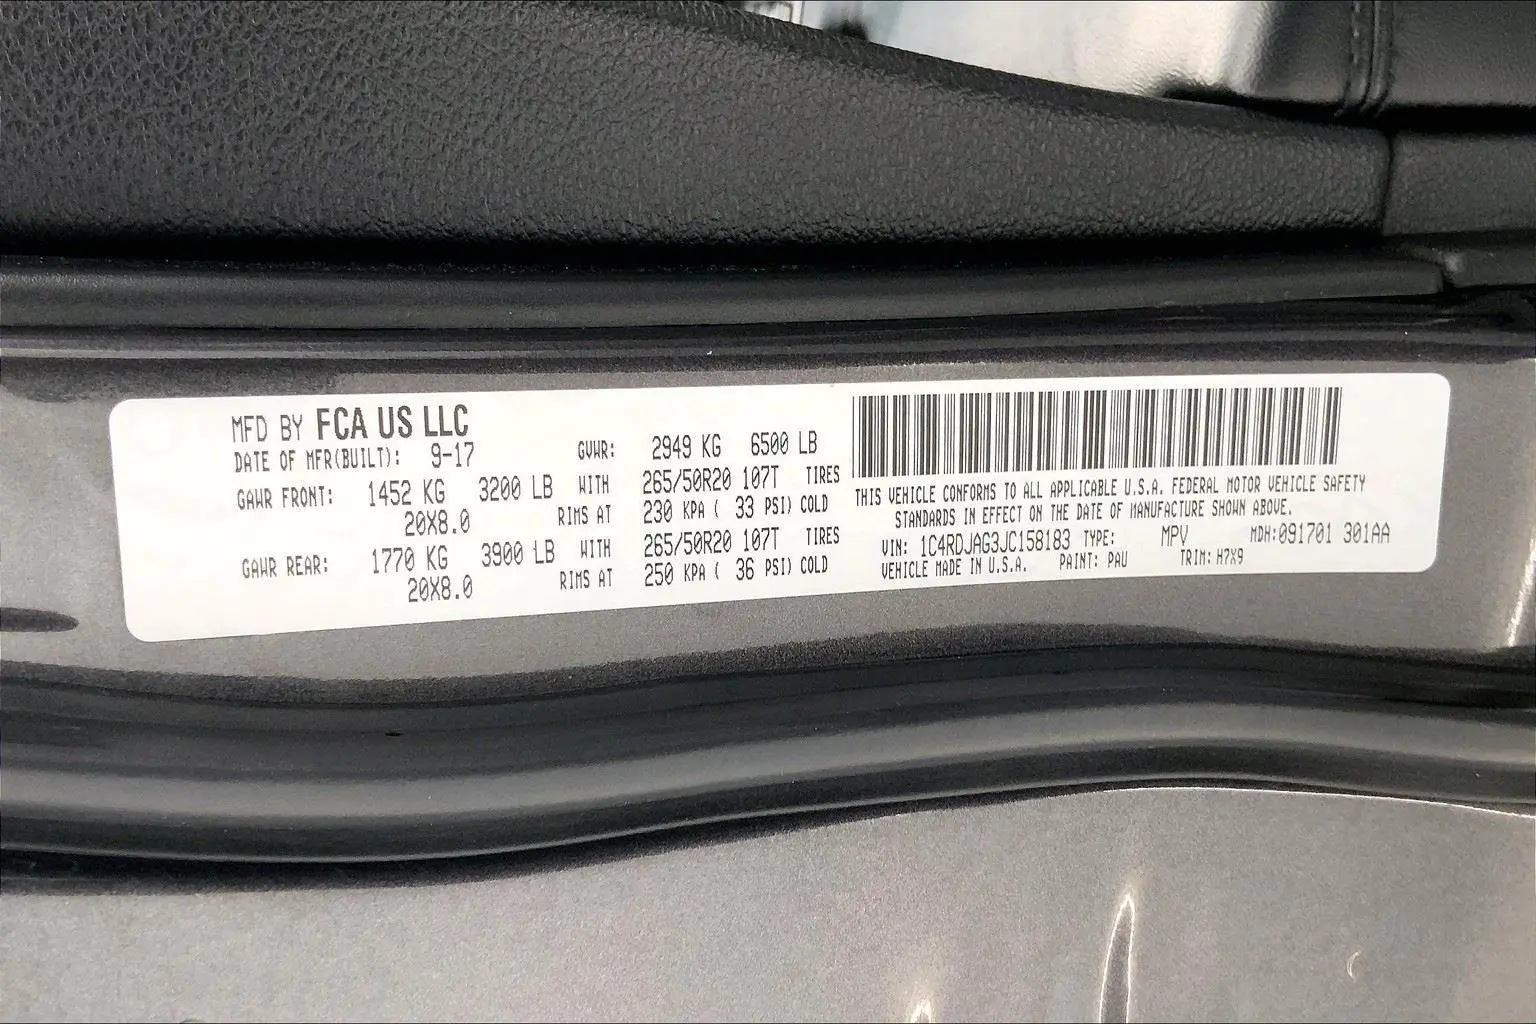 MFD BY FCA US LLC
DATE OF MFR(BUILT): 9-17 GVWR: 2949 KG 6500 LB
GAWR FRONT: 1452 KG 3200 LB WITH 265/50R20 107T TIRES
20X8.0 RIMS AT 230 KPA ( 33 PSI) COLD
GAWR REAR: 1770 KG 3900 LB WITH 265/50R20 107T TIRES
20X8.0 RIMS AT 250 KPA ( 36 PSI) COLD
THIS VEHICLE CONFORMS TO ALL APPLICABLE U.S.A. FEDERAL MOTOR VEHICLE SAFETY
STANDARDS IN EFFECT ON THE DATE OF MANUFACTURE SHOWN ABOVE.
VIN: 1C4RDJAG3JC158183 TYPE: MPV MDH:091701 301AA
VEHICLE MADE IN U.S.A. PAINT: PAU TRIM: H7X9